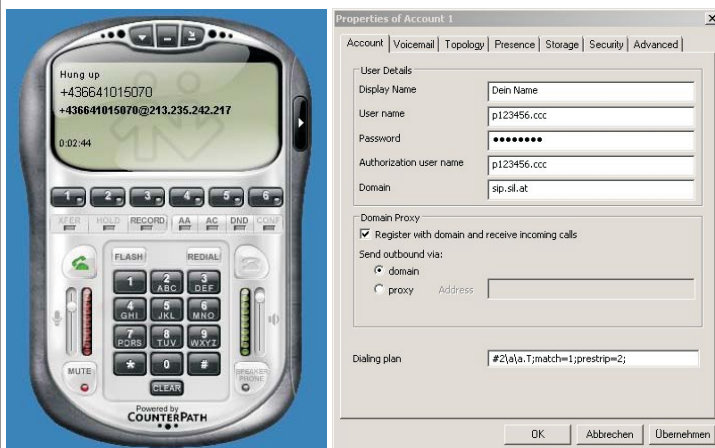 Hung up
+436641015070
+436641015070@213.235.242.217
0:02:44
1 2 3 4 5 6
XFER HOLD RECORD AA AC DND CONF
FLASH REDIAL
1 2 ABC 3 DEF
4 GHI 5 JKL 6 MNO
7 PQRS 8 TUV 9 WXYZ
* 0 #
MUTE
SPEAKER PHONE
CLEAR
Powered by
COUNTERPATH
Properties of Account 1
Account Voicemail Topology Presence Storage Security Advanced
User Details
Display Name Dein Name
User name p123456.ccc
Password ●●●●●●●●
Authorization user name p123456.ccc
Domain sip.sil.at
Domain Proxy
Register with domain and receive incoming calls
Send outbound via:
domain
proxy Address
Dialing plan #2\a\a.T;match=1;prestrip=2;
OK Abbrechen Übernehmen